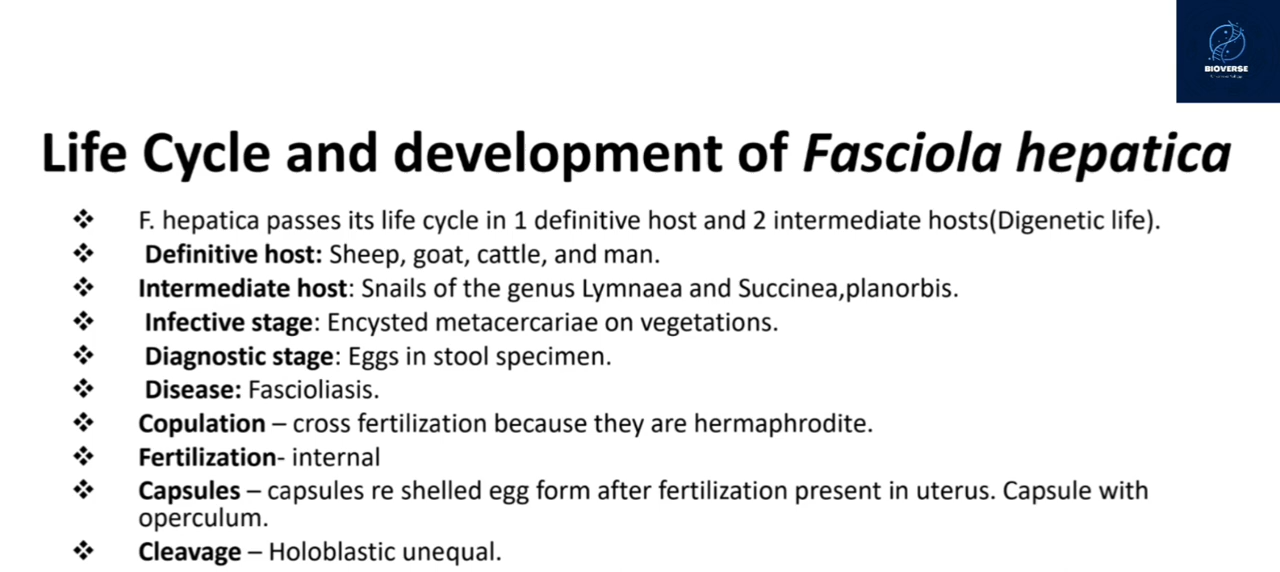 BIOVERSE
Life Cycle and development of Fasciola hepatica
❖ F. hepatica passes its life cycle in 1 definitive host and 2 intermediate hosts(Digenetic life).
❖ Definitive host: Sheep, goat, cattle, and man.
❖ Intermediate host: Snails of the genus Lymnaea and Succinea,planorbis.
❖ Infective stage: Encysted metacercariae on vegetations.
❖ Diagnostic stage: Eggs in stool specimen.
❖ Disease: Fascioliasis.
❖ Copulation – cross fertilization because they are hermaphrodite.
❖ Fertilization- internal
❖ Capsules – capsules re shelled egg form after fertilization present in uterus. Capsule with
operculum.
❖ Cleavage – Holoblastic unequal.